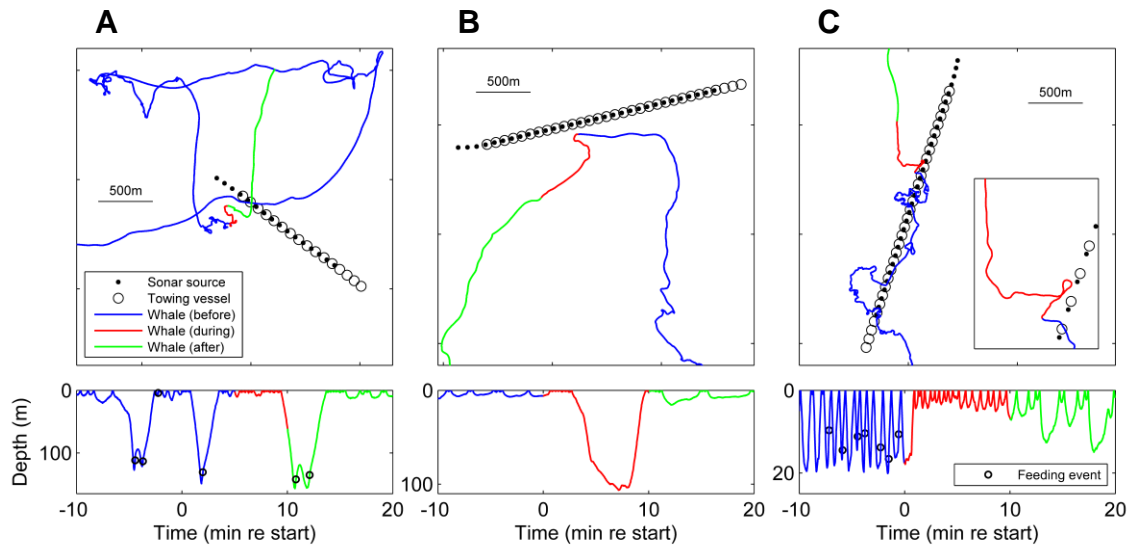 A
B
C
500m
500m
500m
Sonar source
Towing vessel
Whale (before)
Whale (during)
Whale (after)
Depth (m)
0
100
0
100
0
10
20
Feeding event
-10 0 10 20
-10 0 10 20
-10 0 10 20
Time (min re start)
Time (min re start)
Time (min re start)